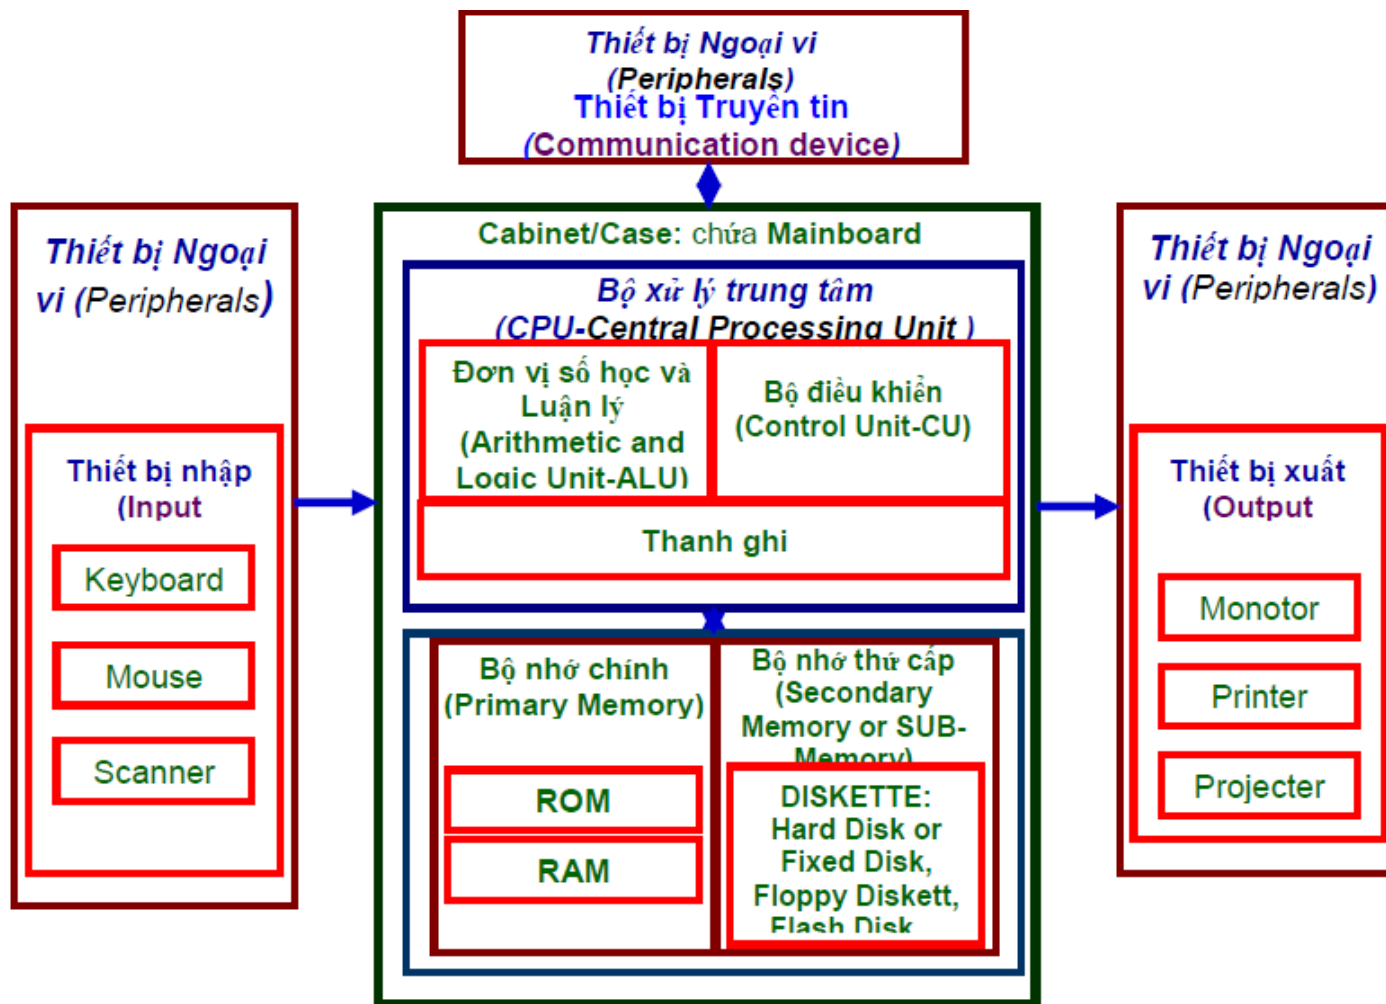 Thiết bị Ngoại vi
(Peripherals)
Thiết bị Truyền tin
(Communication device)
Thiết bị Ngoại
vi (Peripherals)
Thiết bị nhập
(Input
Keyboard
Mouse
Scanner
Cabinet/Case: chứa Mainboard
Bộ xử lý trung tâm
(CPU-Central Processing Unit )
Đơn vị số học và
Luận lý
(Arithmetic and
Logic Unit-ALU)
Bộ điều khiển
(Control Unit-CU)
Thanh ghi
Bộ nhớ chính
(Primary Memory)
ROM
RAM
Bộ nhớ thứ cấp
(Secondary
Memory or SUB-
Memory)
DISKETTE:
Hard Disk or
Fixed Disk,
Floppy Diskett,
Flash Disk
Thiết bị Ngoại
vi (Peripherals)
Thiết bị xuất
(Output
Monotor
Printer
Projecter